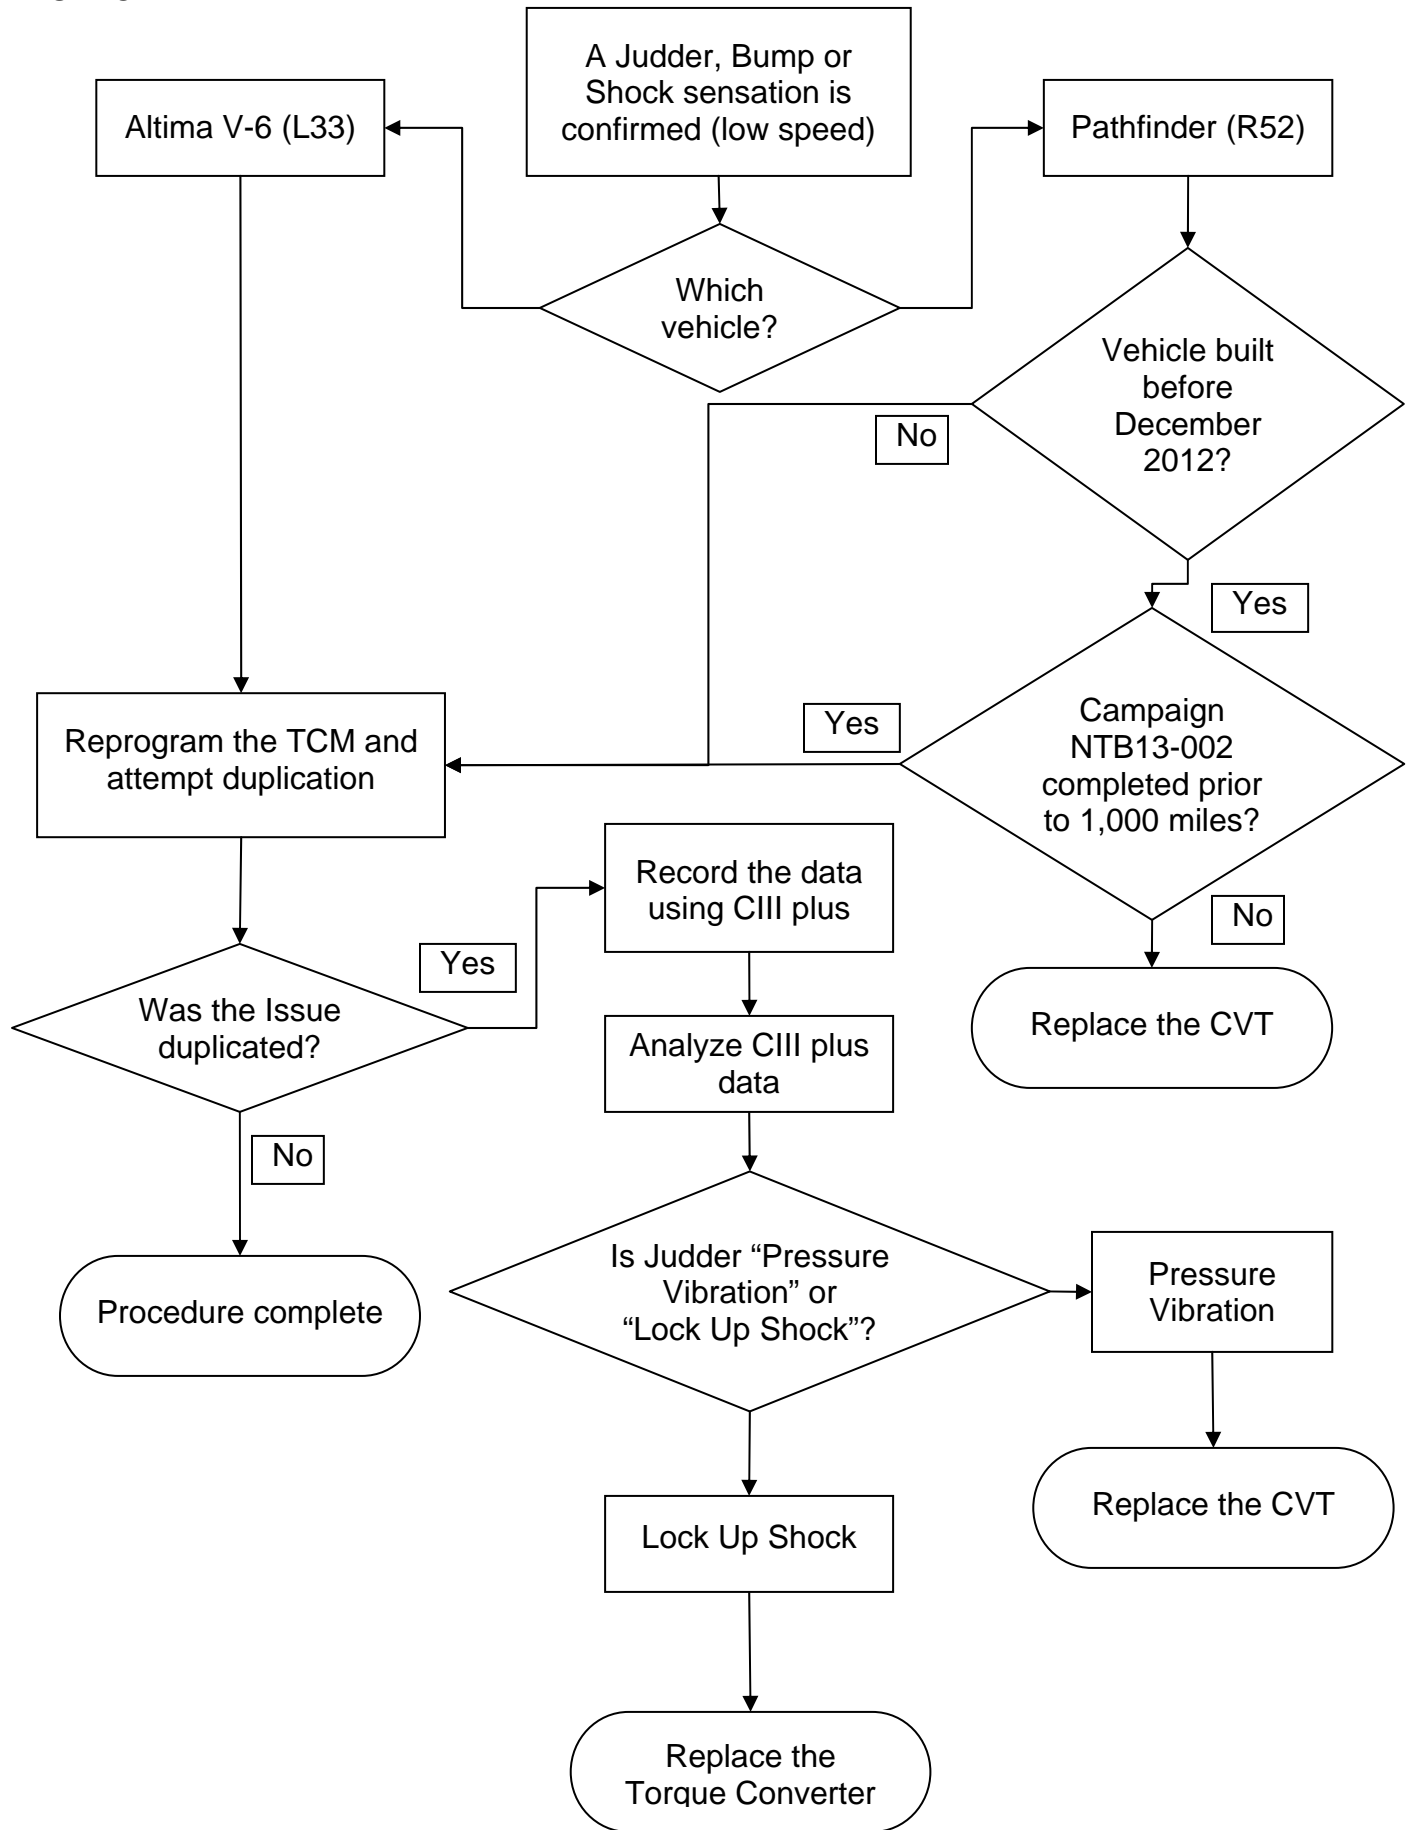 A Judder, Bump or
Shock sensation is
confirmed (low speed)
Altima V-6 (L33)
Pathfinder (R52)
Which
vehicle?
Vehicle built
before
December
2012?
No
Yes
Campaign
NTB13-002
completed prior
to 1,000 miles?
Yes
No
Reprogram the TCM and
attempt duplication
Replace the CVT
Record the data
using CIII plus
Yes
Was the Issue
duplicated?
Analyze CIII plus
data
No
Procedure complete
Is Judder “Pressure
Vibration” or
“Lock Up Shock”?
Pressure
Vibration
Replace the CVT
Lock Up Shock
Replace the
Torque Converter